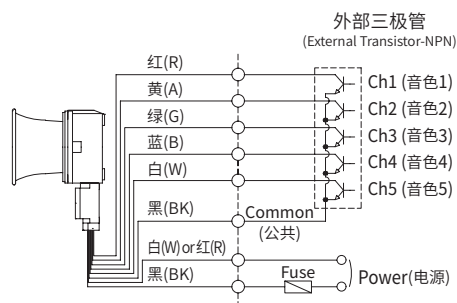 外部三极管
(External Transistor-NPN)
红(R)
Ch1 (音色1)
黄(A)
Ch2 (音色2)
绿(G)
Ch3 (音色3)
蓝(B)
Ch4 (音色4)
白(W)
Ch5 (音色5)
黑(BK)
Common
(公共)
白(W)or红(R)
黑(BK)
Fuse
Power(电源)